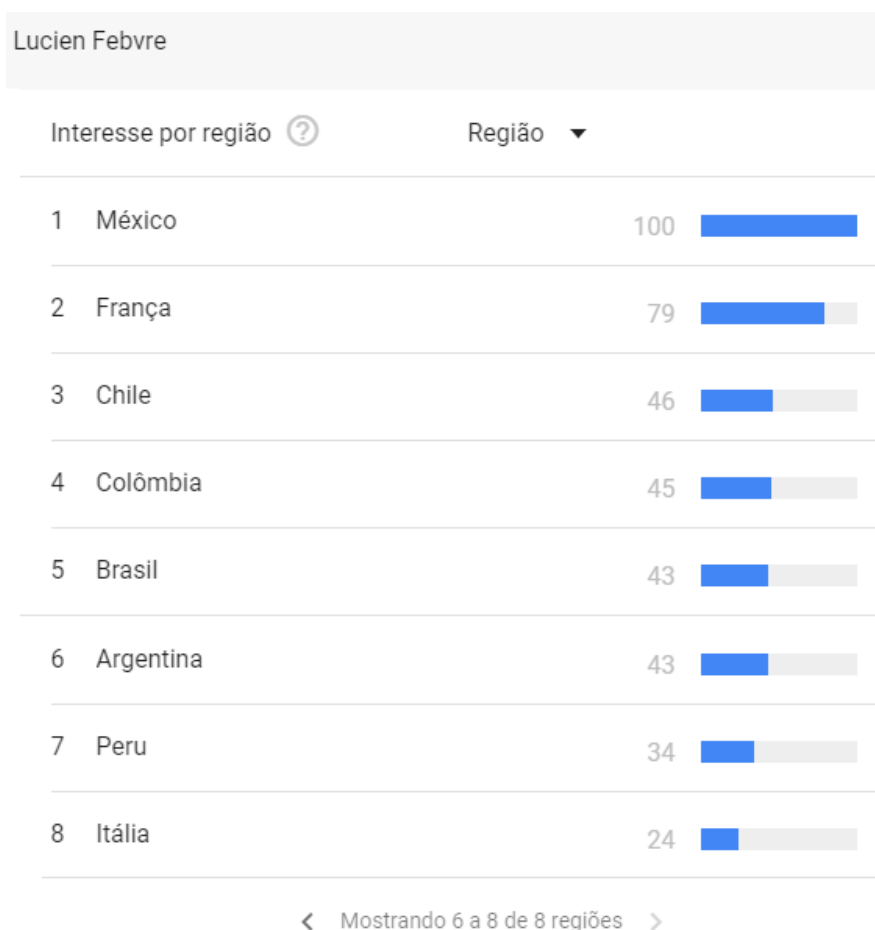 Lucien Febvre
Interesse por região ? Região
1 México 100
2 França 79
3 Chile 46
4 Colômbia 45
5 Brasil 43
6 Argentina 43
7 Peru 34
8 Itália 24
< Mostrando 6 a 8 de 8 regiões >